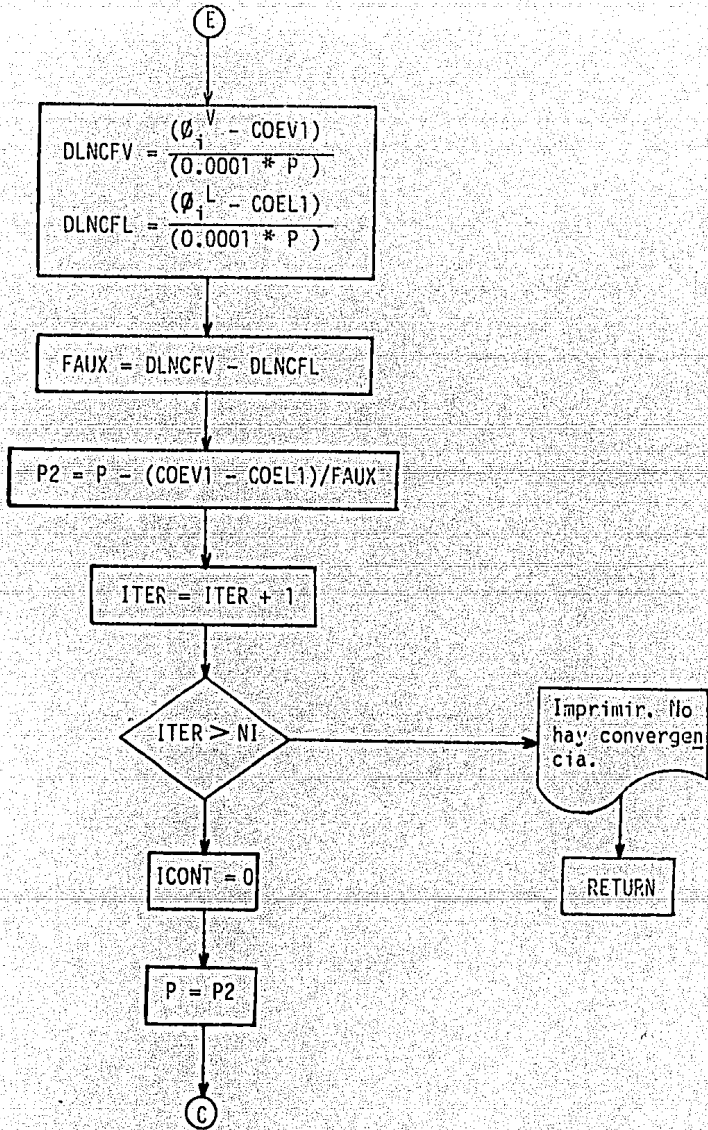 E
DLNCFV = (Ø_i^V - COEV1) / (0.0001 * P )
DLNCFL = (Ø_i^L - COEL1) / (0.0001 * P )
FAUX = DLNCFV - DLNCFL
P2 = P - (COEV1 - COEL1)/FAUX
ITER = ITER + 1
ITER > NI
Imprimir. No
hay convergen
cia.
RETURN
ICONT = 0
P = P2
C